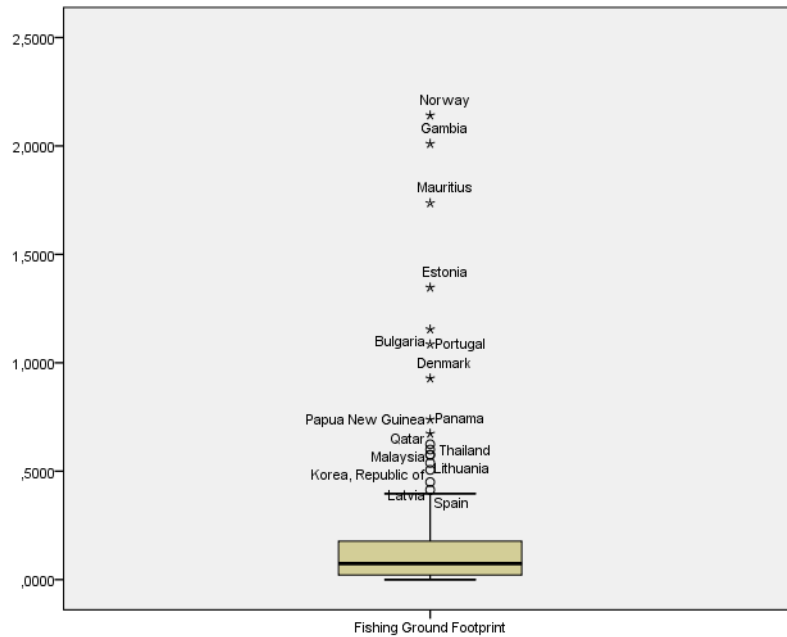 2,5000
2,0000
1,5000
1,0000
,5000
,0000
Norway
Gambia
Mauritius
Estonia
Bulgaria Portugal
Denmark
Papua New Guinea Panama
Qatar
Thailand
Malaysia
Lithuania
Korea, Republic of
Latvia
Spain
Fishing Ground Footprint